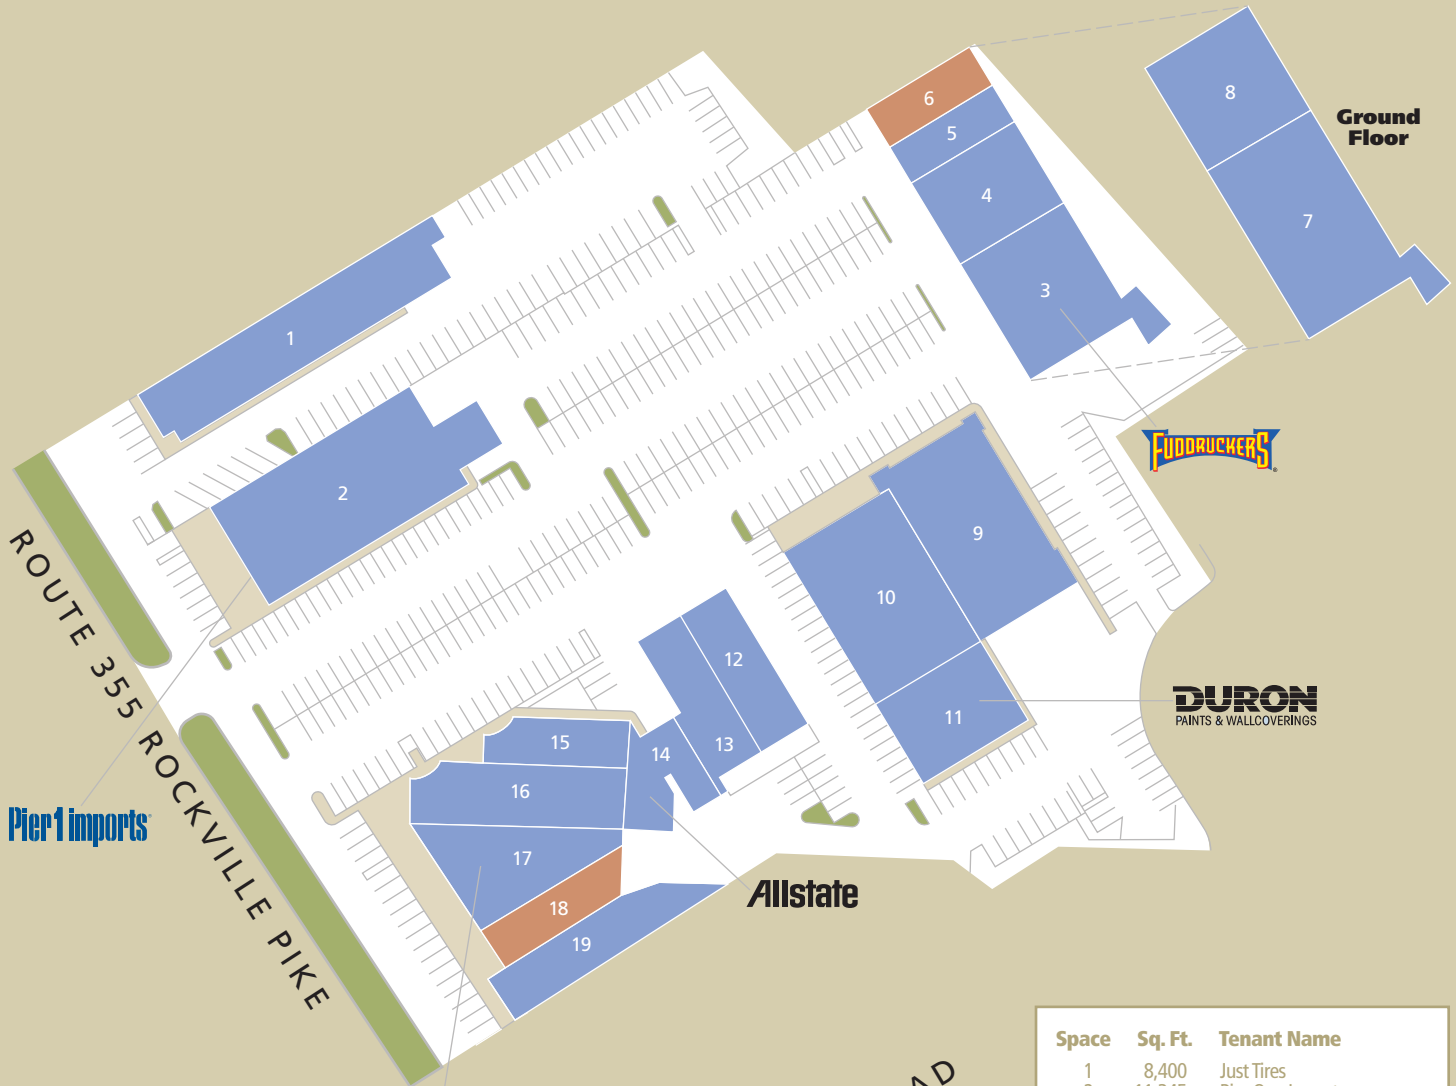 6
8
Ground
Floor
5
4
7
3
1
FUDDRUCKERS
2
9
10
ROUTE 355 ROCKVILLE PIKE
12
DURON
PAINTS & WALLCOVERINGS
11
15
14
13
16
Pier 1 imports
17
Allstate
18
19
Space Sq. Ft. Tenant Name
1 8,400 Just Tires
AD